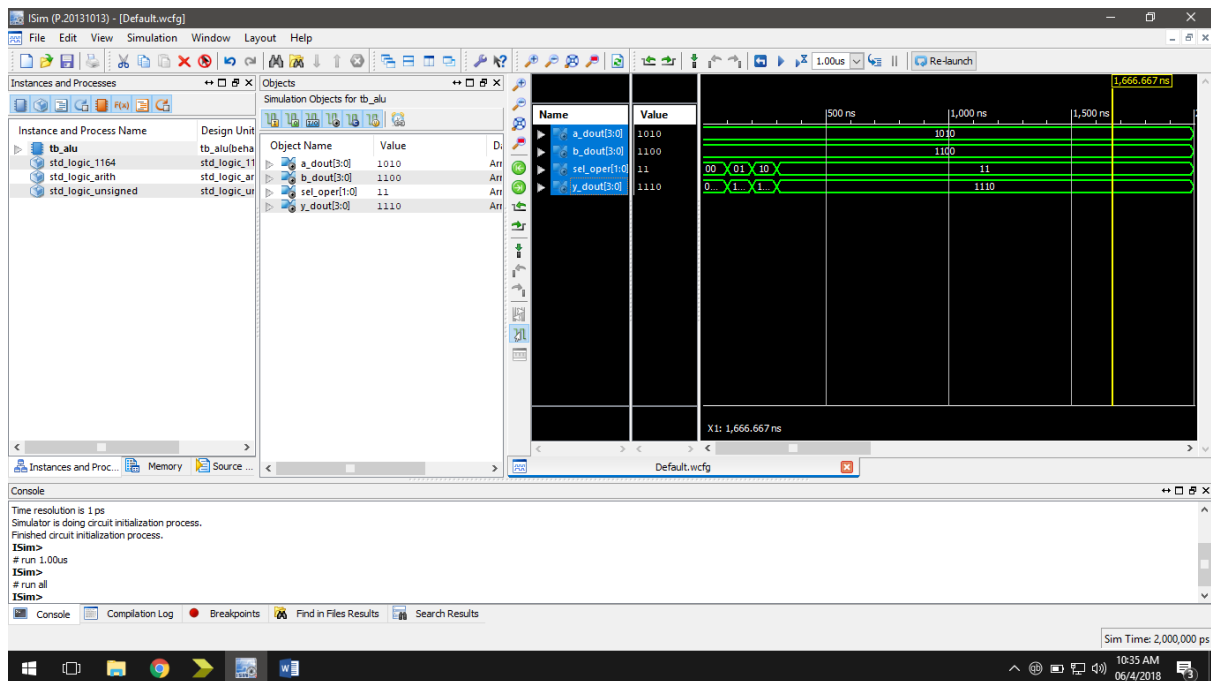 ISim (P.20131013) - [Default.wcfg]
File Edit View Simulation Window Layout Help
1.00us Re-launch
Instances and Processes
Instance and Process Name Design Unit
tb_alu tb_alu(beha
std_logic_1164 std_logic_11
std_logic_arith std_logic_ar
std_logic_unsigned std_logic_ur
Instances and Proc... Memory Source ...
Objects
Simulation Objects for tb_alu
Object Name Value
a_dout[3:0] 1010 Arr
b_dout[3:0] 1100 Arr
sel_oper[1:0] 11 Arr
y_dout[3:0] 1110 Arr
1,666.667 ns
Name Value
500 ns 1,000 ns 1,500 ns
a_dout[3:0] 1010 1010
b_dout[3:0] 1100 1100
sel_oper[1:0] 11 00 01 10 11
y_dout[3:0] 1110 0... 1... 1... 1110
X1: 1,666.667 ns
Default.wcfg
Console
Time resolution is 1 ps
Simulator is doing circuit initialization process.
Finished circuit initialization process.
ISim>
# run 1.00us
ISim>
# run all
ISim>
Console Compilation Log Breakpoints Find in Files Results Search Results
Sim Time: 2,000,000 ps
10:35 AM
06/4/2018